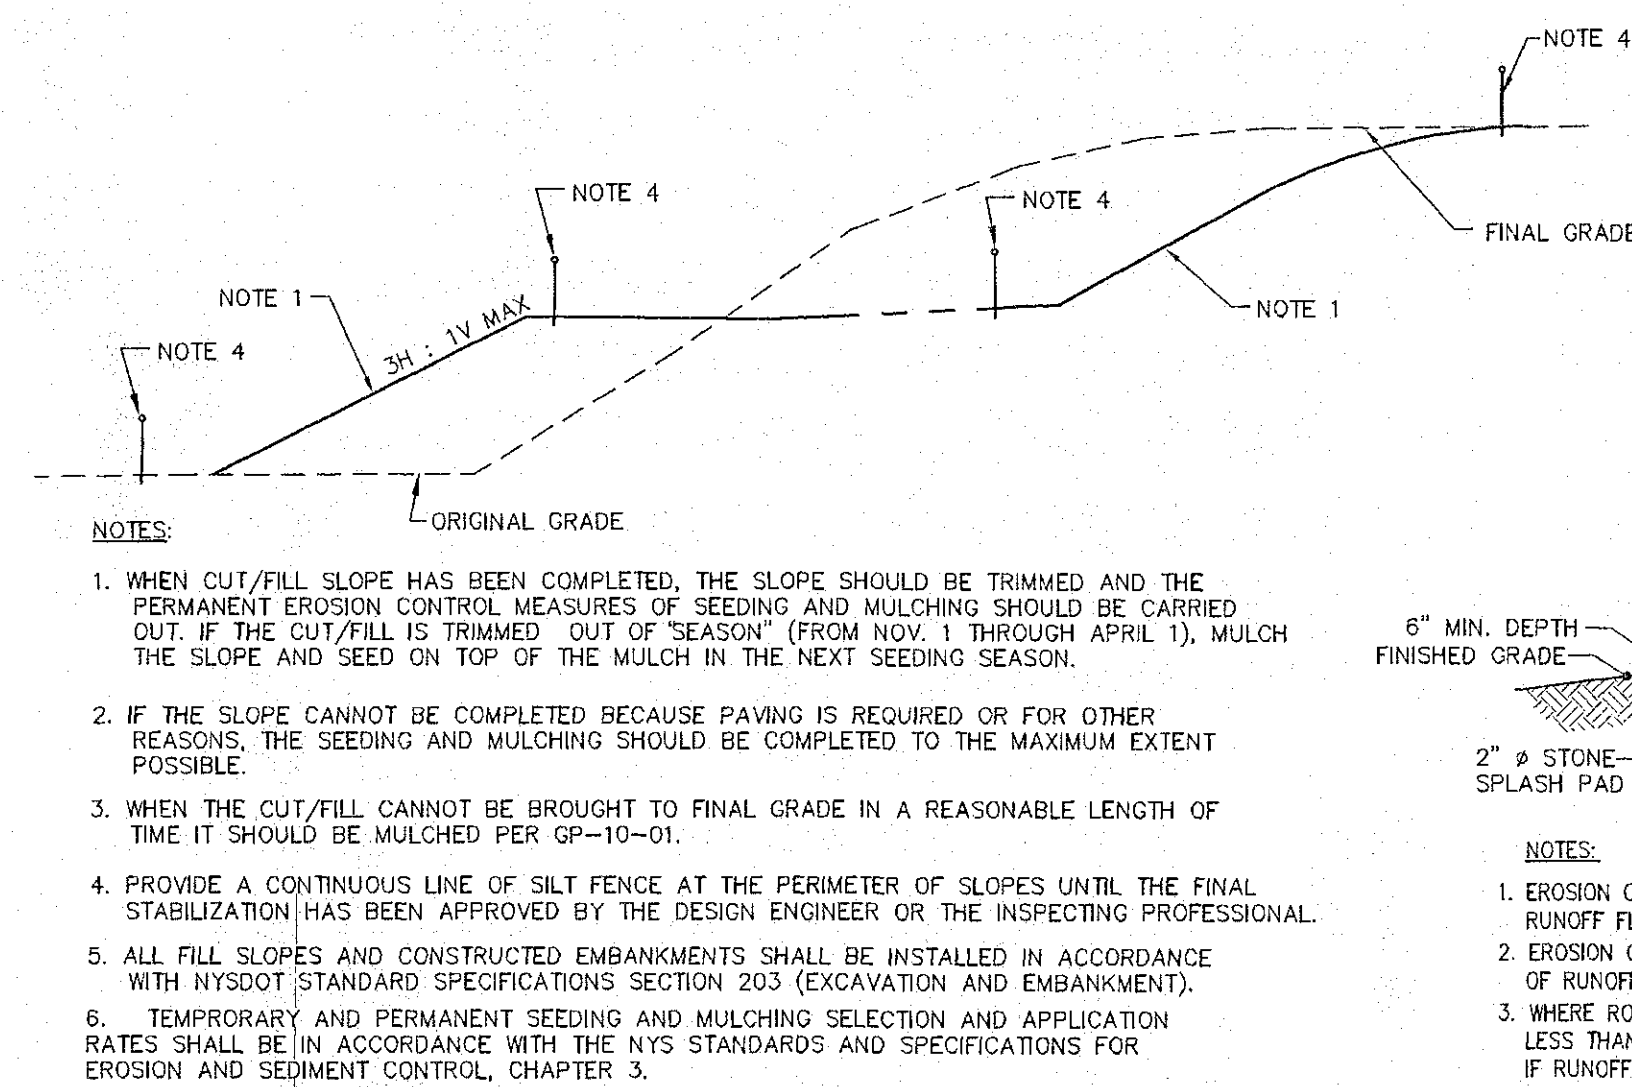 NOTE 4
NOTE 4
NOTE 4
FINAL GRADE
NOTE 1
NOTE 1
3H : 1V MAX
NOTE 4
ORIGINAL GRADE
NOTES:
1. WHEN CUT/FILL SLOPE HAS BEEN COMPLETED, THE SLOPE SHOULD BE TRIMMED AND THE
PERMANENT EROSION CONTROL MEASURES OF SEEDING AND MULCHING SHOULD BE CARRIED
OUT. IF THE CUT/FILL IS TRIMMED OUT OF "SEASON" (FROM NOV. 1 THROUGH APRIL 1), MULCH
THE SLOPE AND SEED ON TOP OF THE MULCH IN THE NEXT SEEDING SEASON.
2. IF THE SLOPE CANNOT BE COMPLETED BECAUSE PAVING IS REQUIRED OR FOR OTHER
REASONS, THE SEEDING AND MULCHING SHOULD BE COMPLETED TO THE MAXIMUM EXTENT
POSSIBLE.
3. WHEN THE CUT/FILL CANNOT BE BROUGHT TO FINAL GRADE IN A REASONABLE LENGTH OF
TIME IT SHOULD BE MULCHED PER GP-10-01.
4. PROVIDE A CONTINUOUS LINE OF SILT FENCE AT THE PERIMETER OF SLOPES UNTIL THE FINAL
STABILIZATION HAS BEEN APPROVED BY THE DESIGN ENGINEER OR THE INSPECTING PROFESSIONAL.
5. ALL FILL SLOPES AND CONSTRUCTED EMBANKMENTS SHALL BE INSTALLED IN ACCORDANCE
WITH NYSDOT STANDARD SPECIFICATIONS SECTION 203 (EXCAVATION AND EMBANKMENT).
6. TEMPRORARY AND PERMANENT SEEDING AND MULCHING SELECTION AND APPLICATION
RATES SHALL BE IN ACCORDANCE WITH THE NYS STANDARDS AND SPECIFICATIONS FOR
EROSION AND SEDIMENT CONTROL, CHAPTER 3.
6" MIN. DEPTH
FINISHED GRADE
2" ø STONE
SPLASH PAD
NOTES:
1. EROSION
RUNOFF
2. EROSION
OF
3. WHERE
LESS
IF RUNOFF